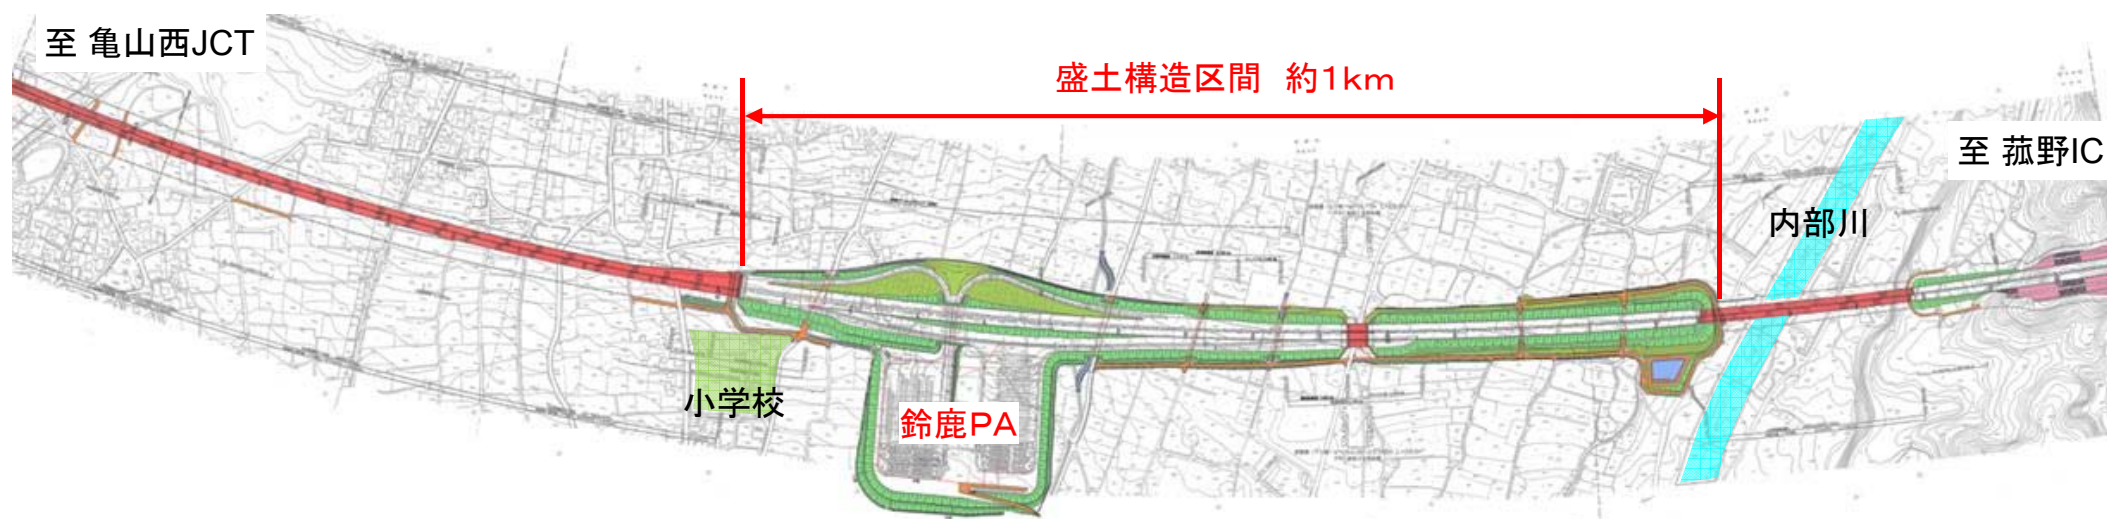 至 亀山西JCT
盛土構造区間　約1km
至 菰野IC
内部川
小学校
鈴鹿PA